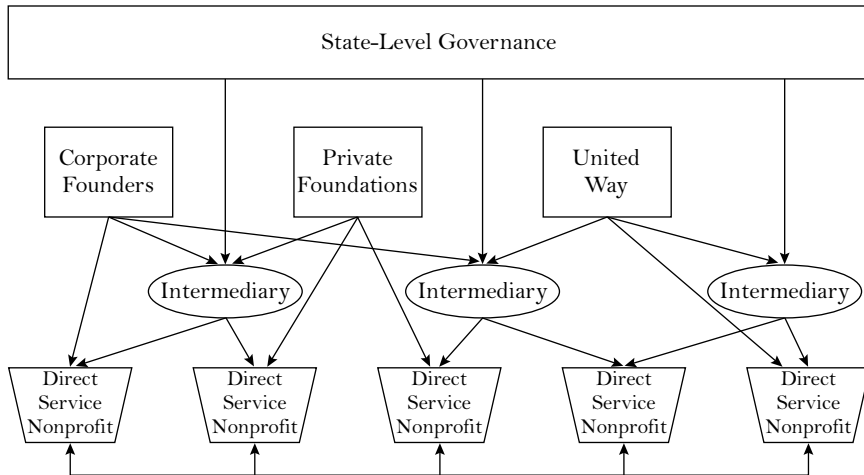 State-Level Governance
Corporate
Founders
Private
Foundations
United
Way
Intermediary
Intermediary
Intermediary
Direct
Service
Nonprofit
Direct
Service
Nonprofit
Direct
Service
Nonprofit
Direct
Service
Nonprofit
Direct
Service
Nonprofit